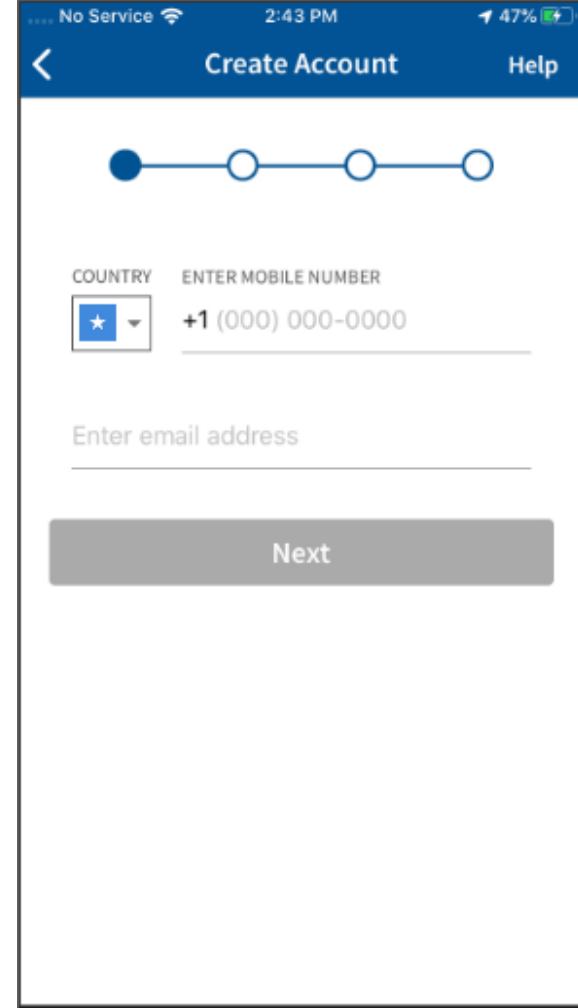 No Service 2:43 PM 47%
Create Account Help
COUNTRY ENTER MOBILE NUMBER
+1 (000) 000-0000
Enter email address
Next